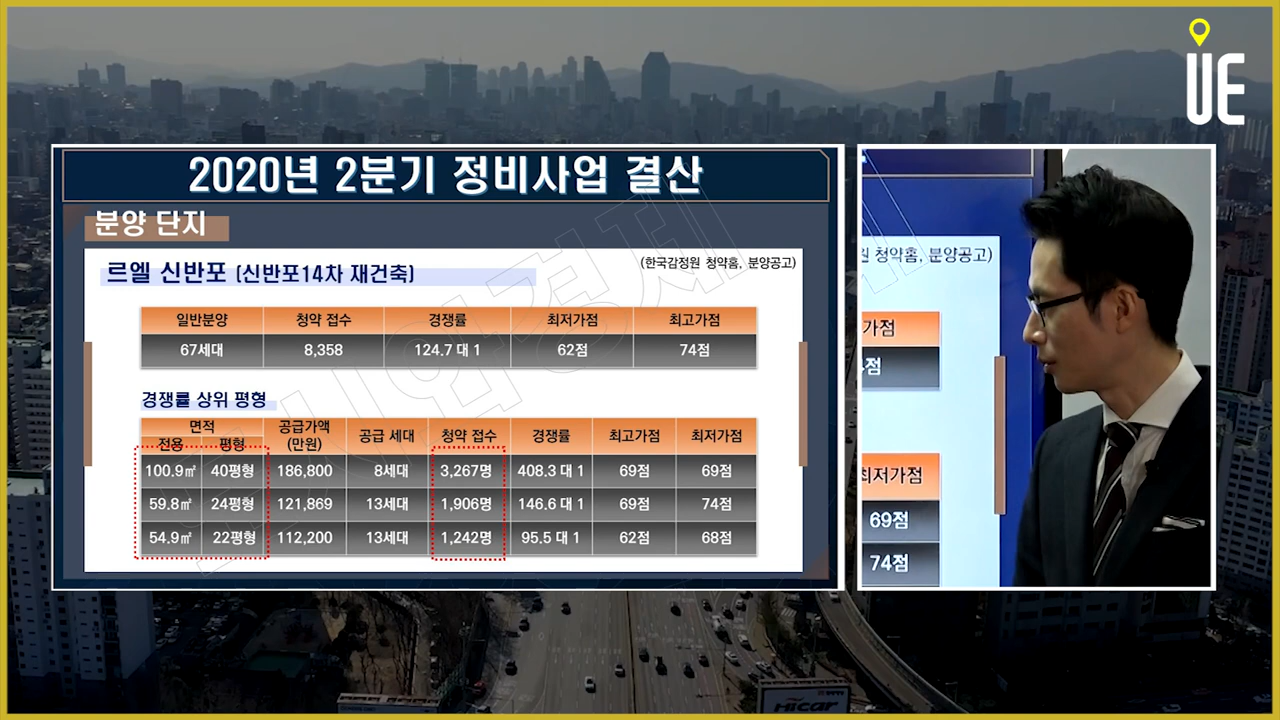 UE
2020년 2분기 정비사업 결산
분양 단지
르엘 신반포 (신반포14차 재건축)
(한국감정원 청약홈, 분양공고)
일반분양 청약 접수 경쟁률 최저가점 최고가점
67세대 8,358 124.7 대 1 62점 74점
경쟁률 상위 평형
면적 공급가액 (만원) 공급 세대 청약 접수 경쟁률 최고가점 최저가점
전용 평형
100.9㎡ 40평형 186,800 8세대 3,267명 408.3 대 1 69점 69점
59.8㎡ 24평형 121,869 13세대 1,906명 146.6 대 1 69점 74점
54.9㎡ 22평형 112,200 13세대 1,242명 95.5 대 1 62점 68점
청약홈, 분양공고)
가점
점
최저가점
69점
74점
Hicar